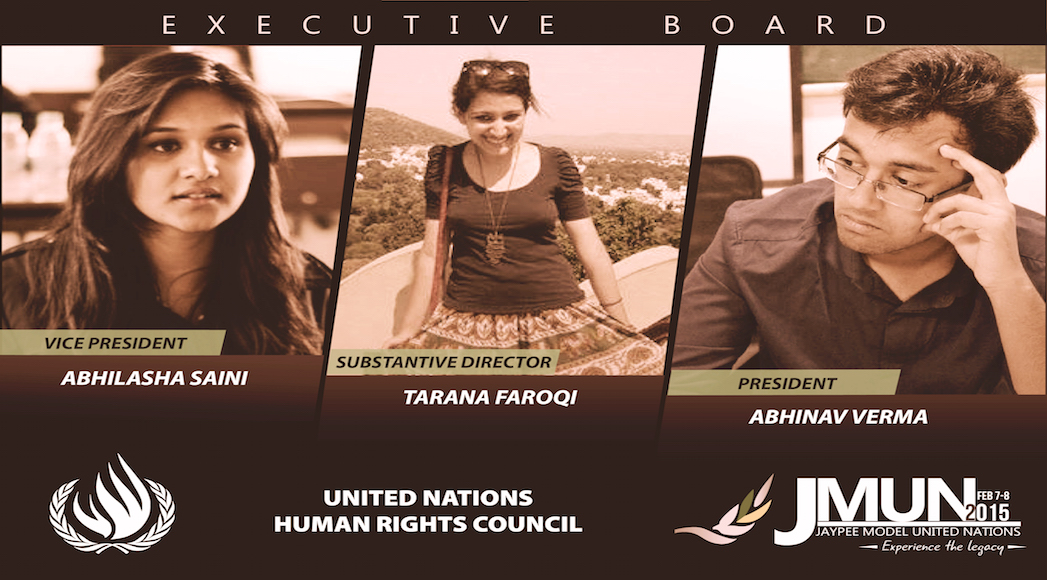 EXECUTIVE BOARD
VICE PRESIDENT
ABHILASHA SAINI
SUBSTANTIVE DIRECTOR
TARANA FAROQI
PRESIDENT
ABHINAV VERMA
UNITED NATIONS
HUMAN RIGHTS COUNCIL
JMUN FEB 7-8
2015
JAYPEE MODEL UNITED NATIONS
Experience the legacy